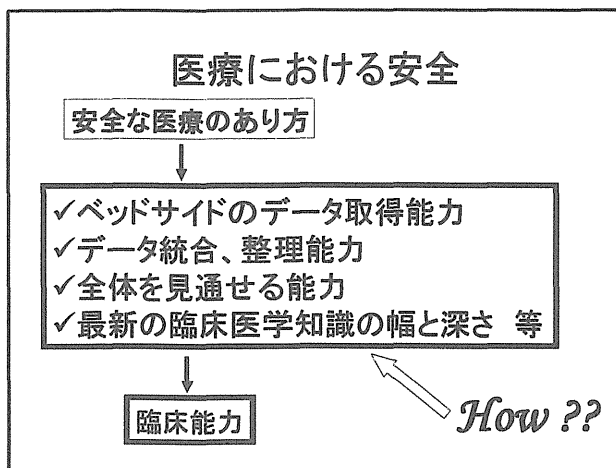 医療における安全
安全な医療のあり方
✓ベッドサイドのデータ取得能力
✓データ統合、整理能力
✓全体を見通せる能力
✓最新の臨床医学知識の幅と深さ 等
臨床能力
How ??